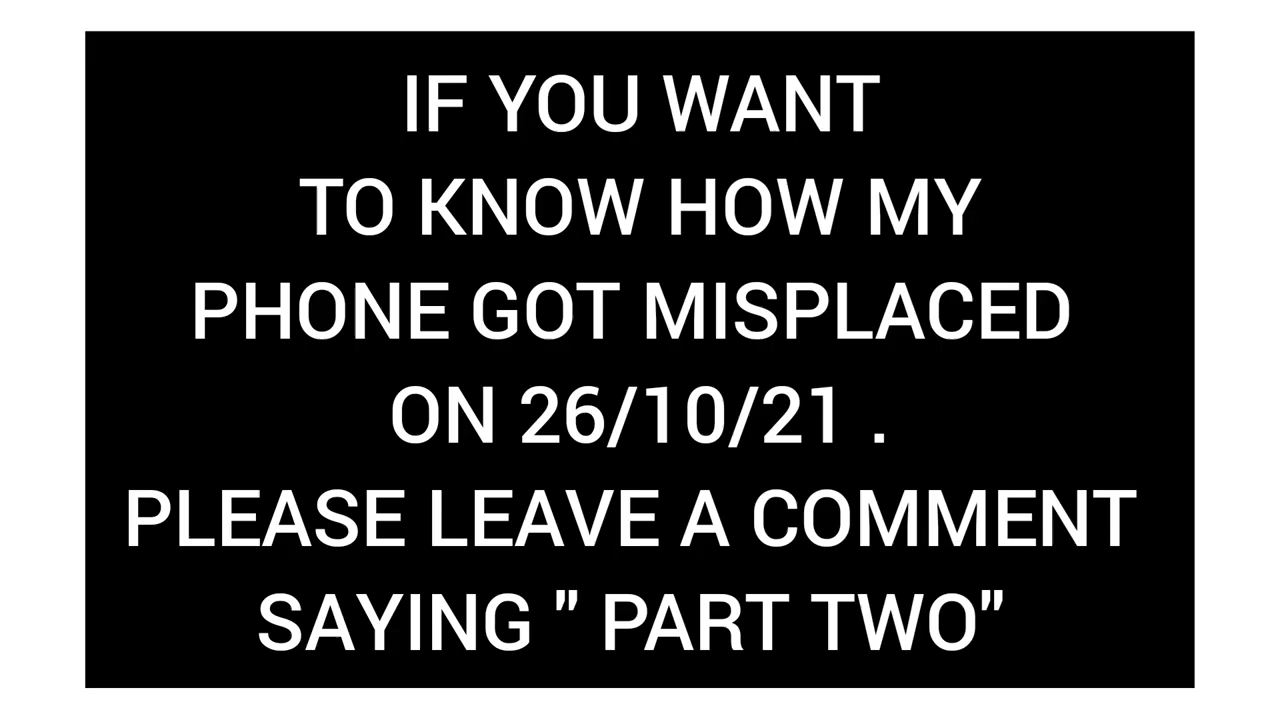 IF YOU WANT
TO KNOW HOW MY
PHONE GOT MISPLACED
ON 26/10/21 .
PLEASE LEAVE A COMMENT
SAYING " PART TWO"